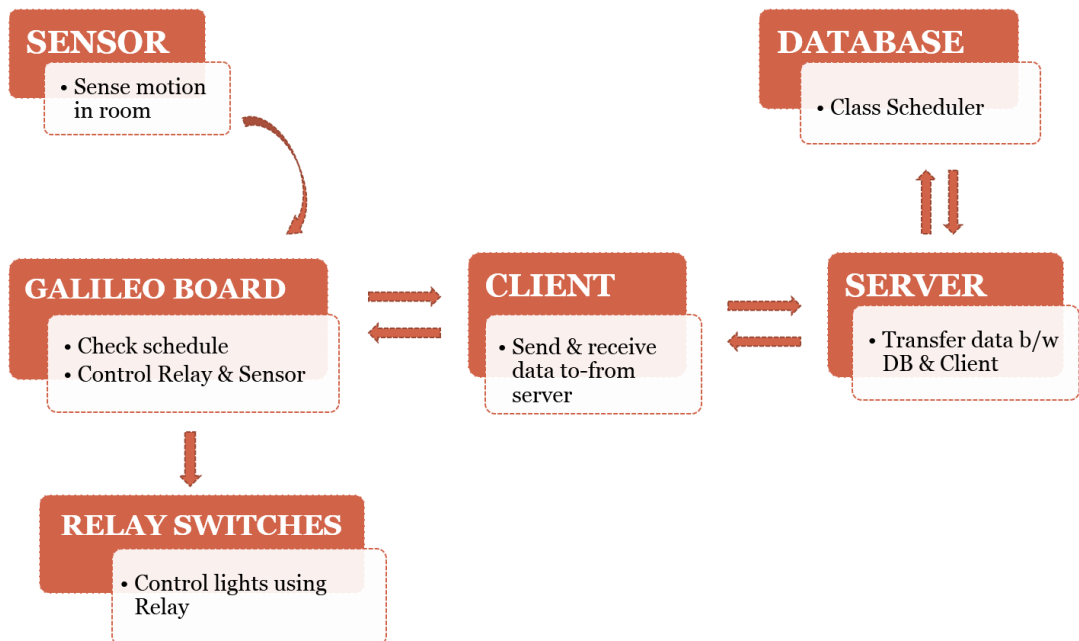 SENSOR
• Sense motion
in room
DATABASE
• Class Scheduler
GALILEO BOARD
• Check schedule
• Control Relay & Sensor
CLIENT
• Send & receive
data to-from
server
SERVER
• Transfer data b/w
DB & Client
RELAY SWITCHES
• Control lights using
Relay